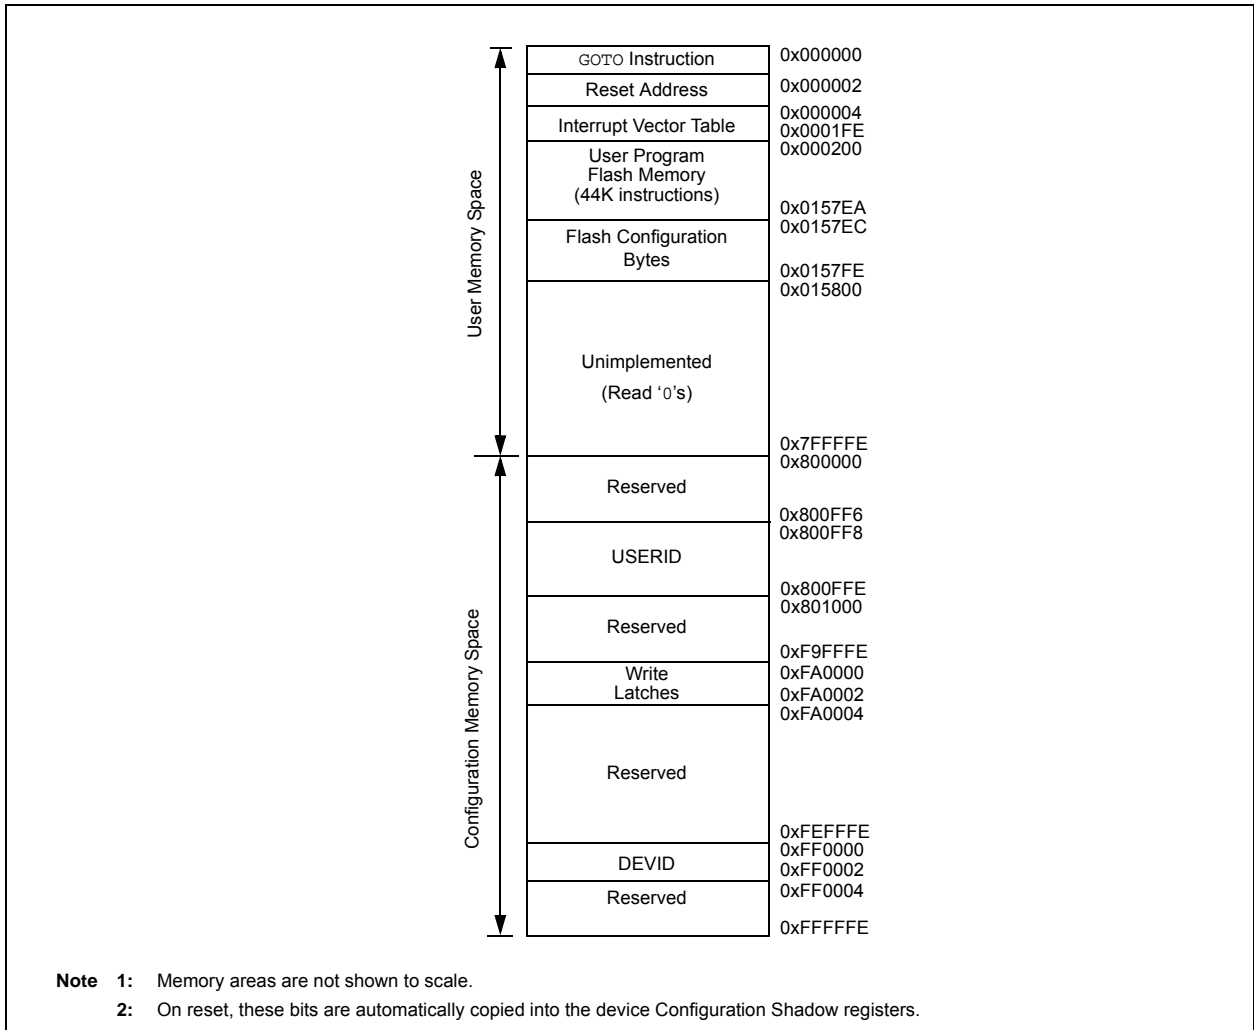 GOTO Instruction 0x000000
Reset Address 0x000002
Interrupt Vector Table 0x000004
0x0001FE
User Program 0x000200
Flash Memory
(44K instructions)
0x0157EA
Flash Configuration 0x0157EC
Bytes
0x0157FE
0x015800
User Memory Space
Unimplemented
(Read ‘0’s)
0x7FFFFE
0x800000
Reserved
0x800FF6
0x800FF8
USERID
0x800FFE
0x801000
Reserved
0xF9FFFE
Write 0xFA0000
Latches 0xFA0002
0xFA0004
Configuration Memory Space
Reserved
0xFEFFFE
0xFF0000
DEVID
0xFF0002
Reserved 0xFF0004
0xFFFFFE
Note 1: Memory areas are not shown to scale.
2: On reset, these bits are automatically copied into the device Configuration Shadow registers.